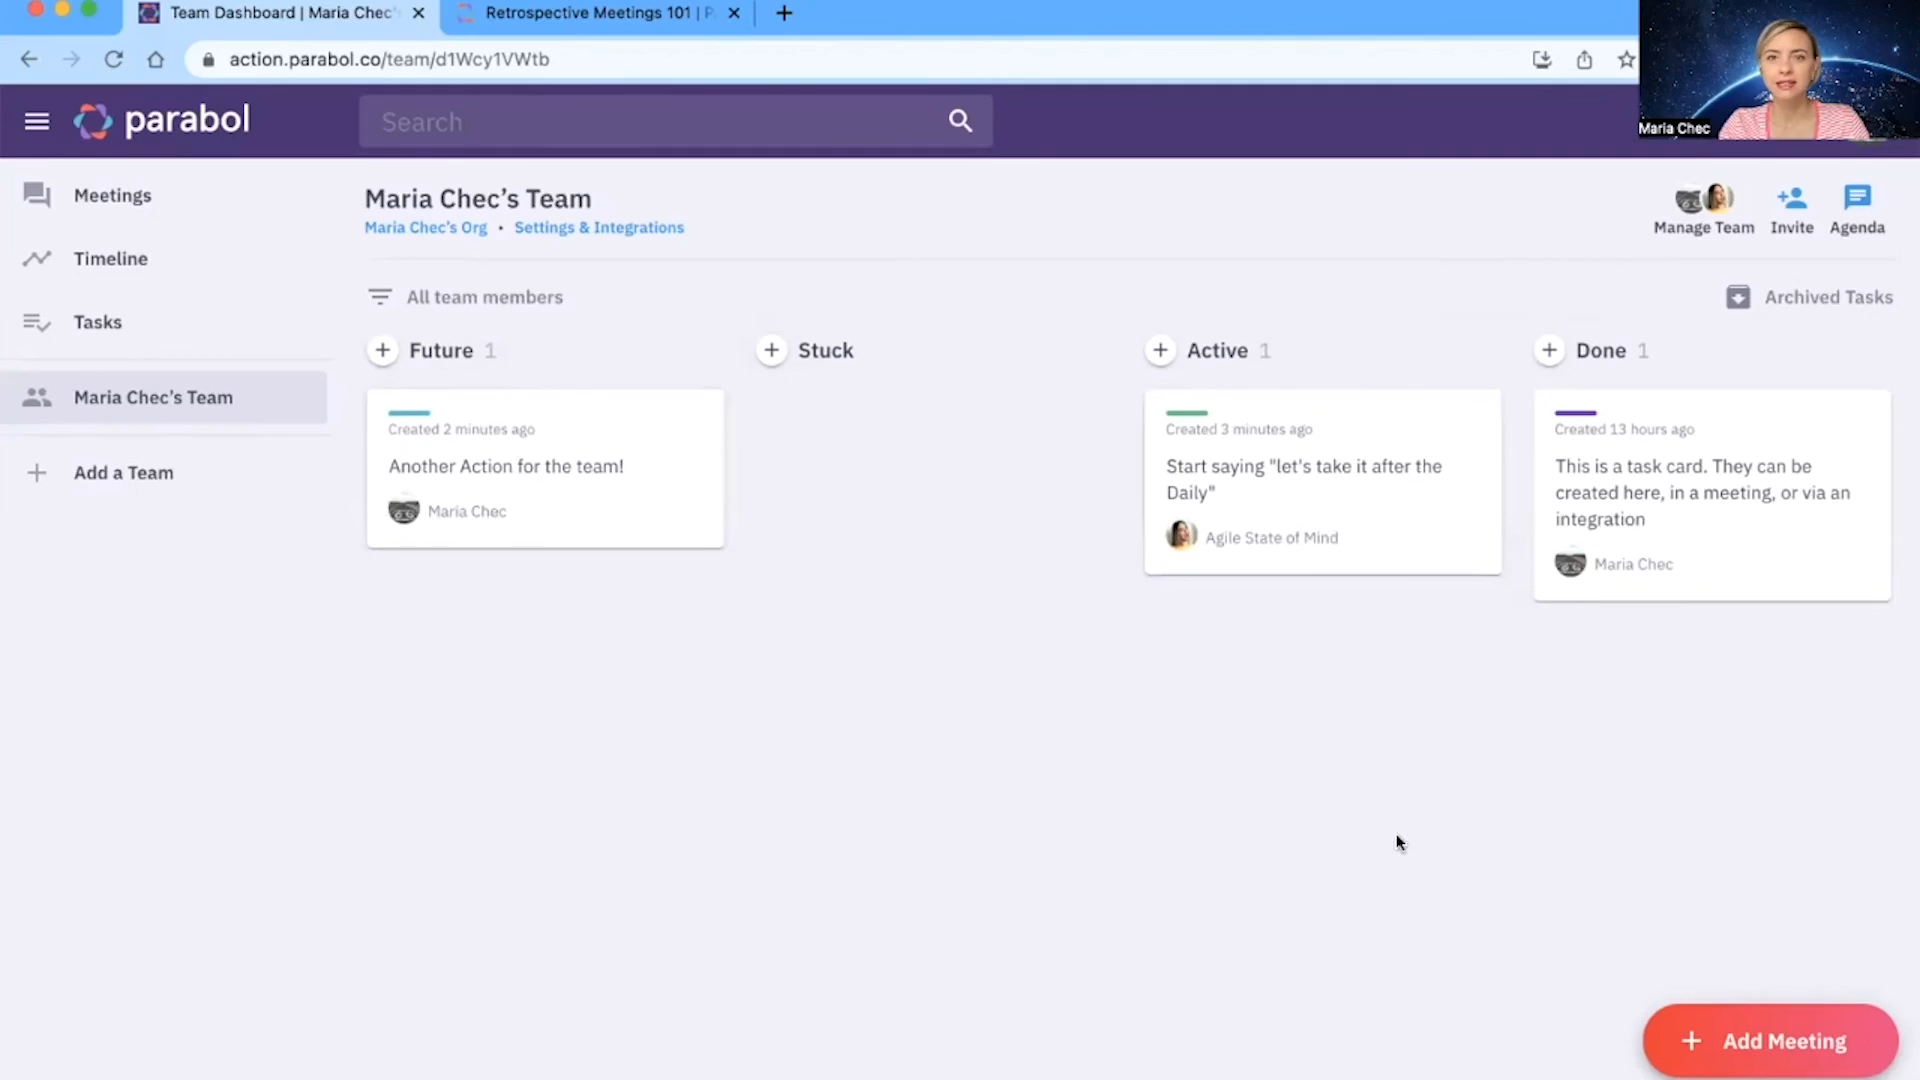 Team Dashboard | Maria Chec'
Retrospective Meetings 101 | P
action.parabol.co/team/d1Wcy1VWtb
parabol
Search
Maria Chec
Meetings
Timeline
Tasks
Maria Chec’s Team
Add a Team
Maria Chec’s Team
Maria Chec’s Org • Settings & Integrations
Manage Team
Invite
Agenda
All team members
Archived Tasks
Future 1
Created 2 minutes ago
Another Action for the team!
Maria Chec
Stuck
Active 1
Created 3 minutes ago
Start saying "let's take it after the
Daily"
Agile State of Mind
Done 1
Created 13 hours ago
This is a task card. They can be
created here, in a meeting, or via an
integration
Maria Chec
Add Meeting